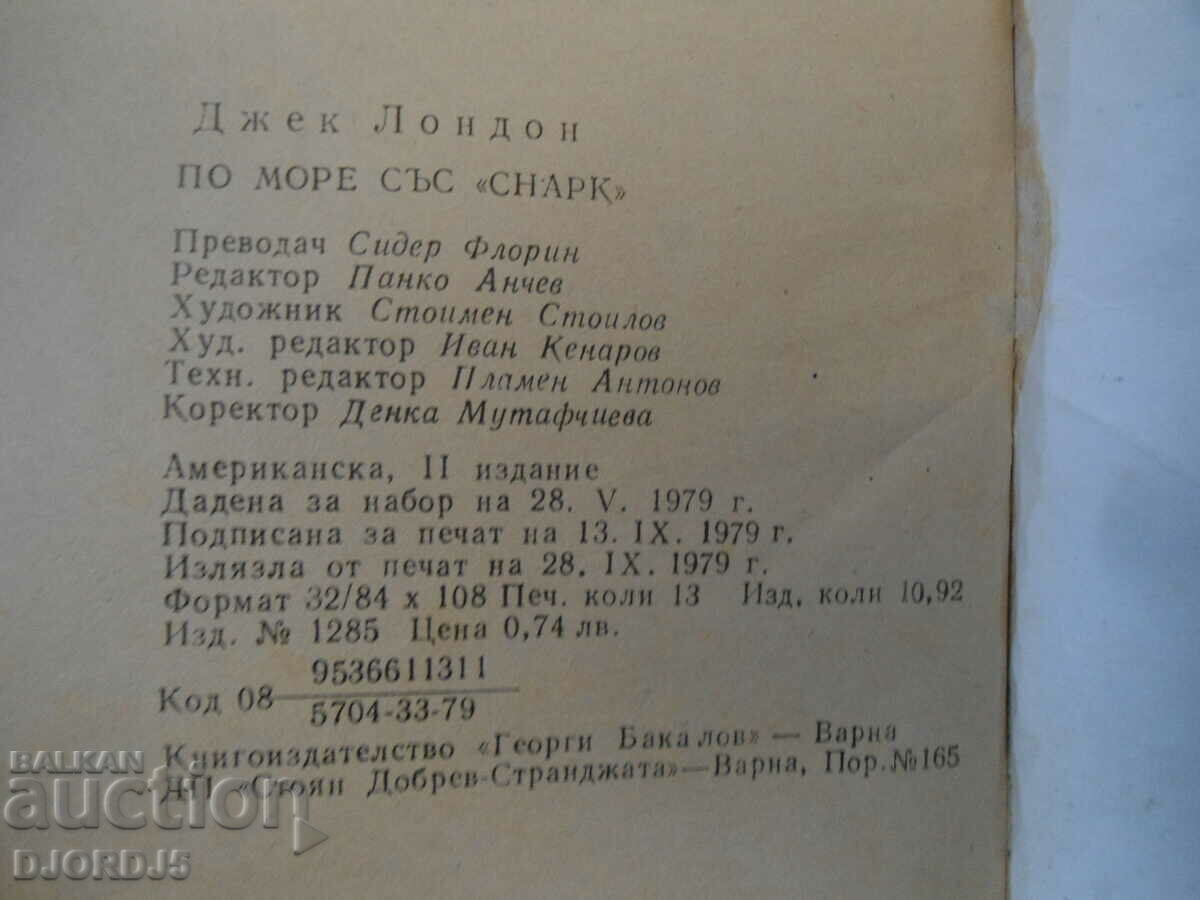 Джек Лондон
ПО МОРЕ СЪС «СНАРК»
Преводач Сидер Флорин
Редактор Панко Анчев
Художник Стоимен Стоилов
Худ. редактор Иван Кенаров
Техн. редактор Пламен Антонов
Коректор Денка Мутафчиева
Американска, II издание
Дадена за набор на 28. V. 1979 г.
Подписана за печат на 13. IX. 1979 г.
Излязла от печат на 28. IX. 1979 г.
Формат 32/84 x 108 Печ. коли 13 Изд. коли 10,92
Изд. № 1285 Цена 0,74 лв.
9536611311
Код 08
5704-33-79
Книгоиздателство «Георги Бакалов» — Варна
ДП «Стоян Добрев-Странджата» — Варна, Пор. № 165
BALKAN
auction
DJORDJ5